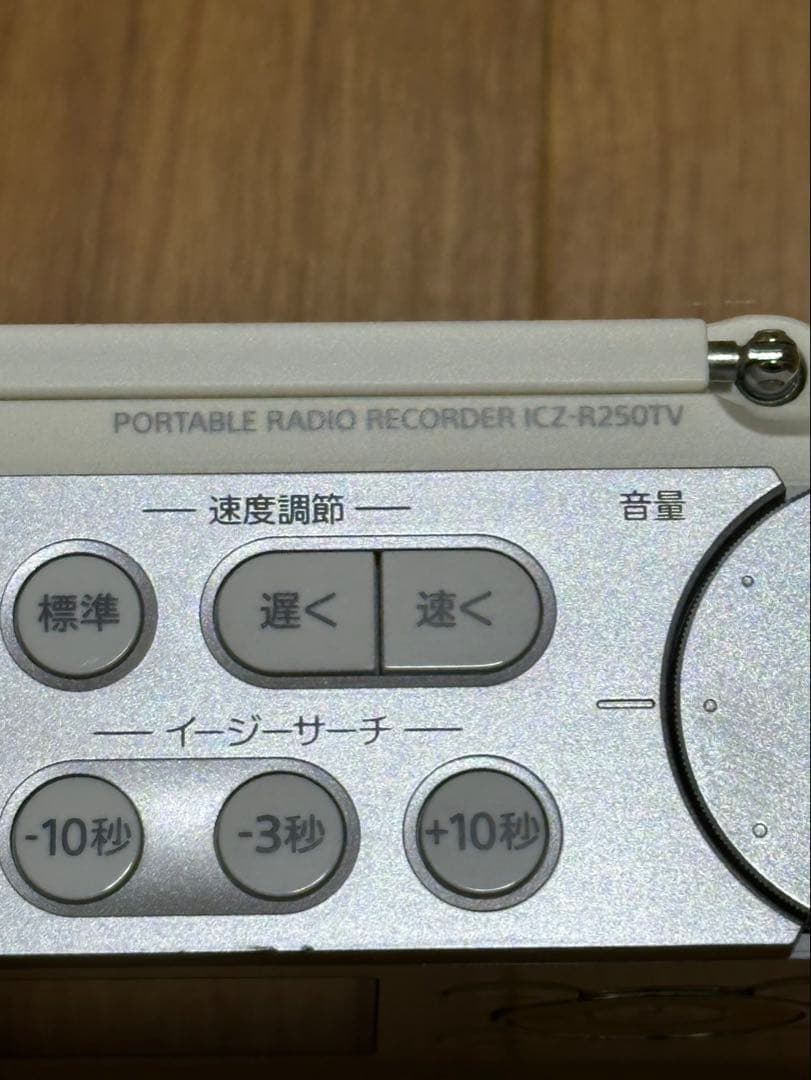 PORTABLE RADIO RECORDER ICZ-R250TV
速度調節
音量
標準
遅く
速く
イージーサーチ
-10秒
-3秒
+10秒